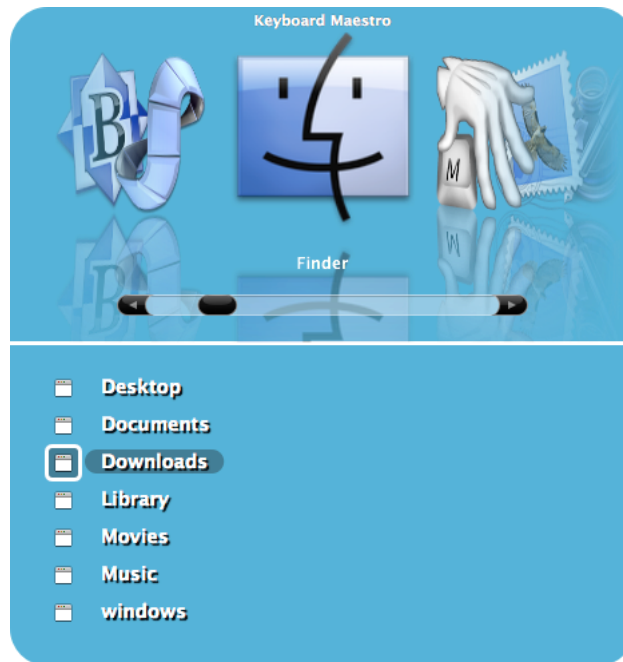 Keyboard Maestro
B
M
Finder
Desktop
Documents
Downloads
Library
Movies
Music
windows